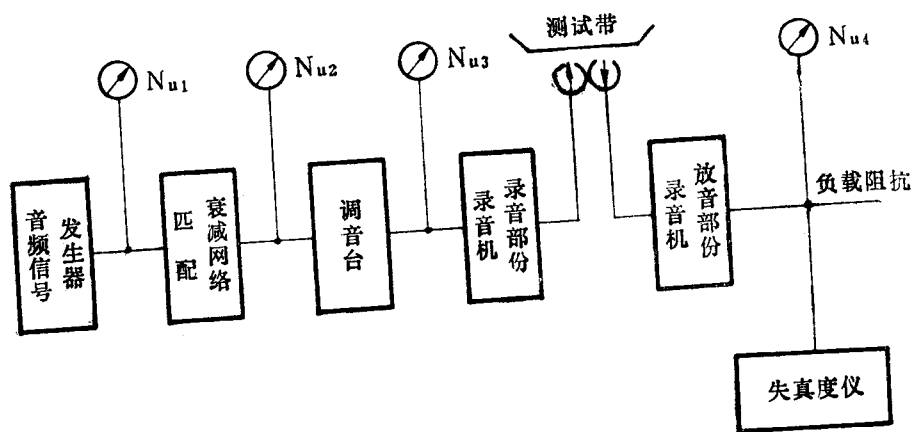 测试带
Nu1
Nu2
Nu3
Nu4
音频信号
发生器
匹配
衰减网络
调音台
录音机
录音部份
录音机
放音部份
负载阻抗
失真度仪